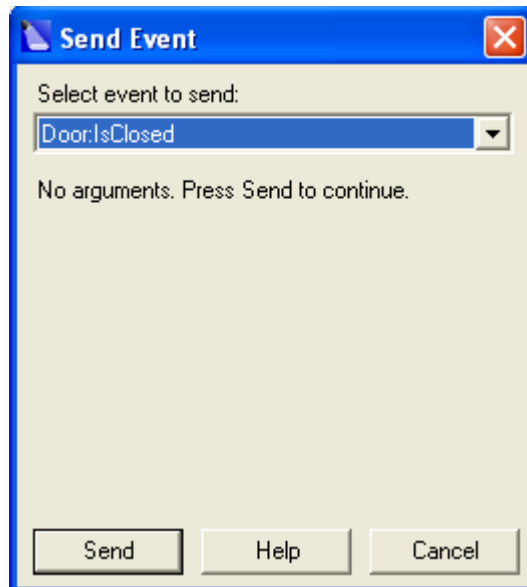 Send Event
Select event to send:
Door:IsClosed
No arguments. Press Send to continue.
Send Help Cancel